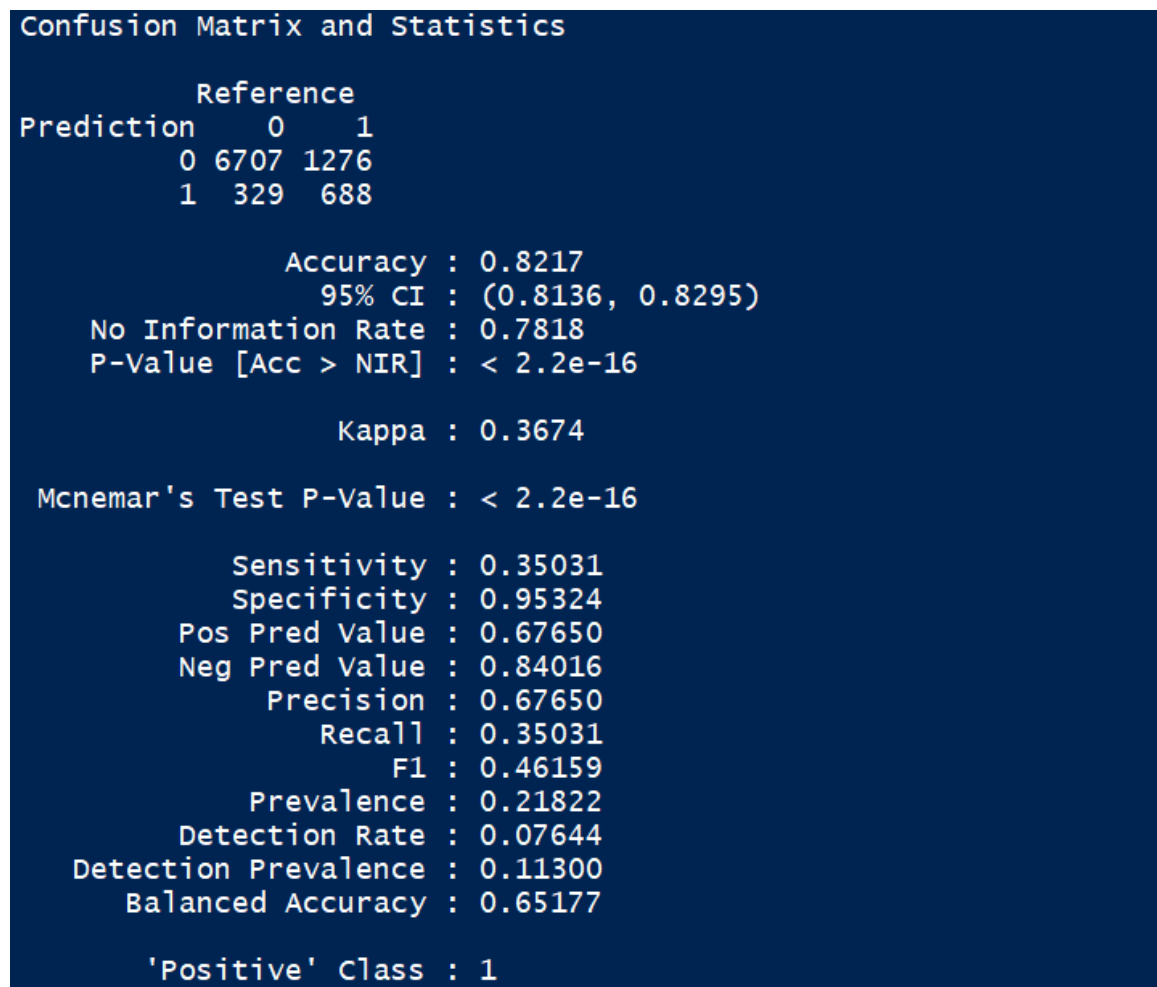 Confusion Matrix and Statistics
Reference
Prediction 0 1
0 6707 1276
1 329 688
Accuracy : 0.8217
95% CI : (0.8136, 0.8295)
No Information Rate : 0.7818
P-Value [Acc > NIR] : < 2.2e-16
Kappa : 0.3674
Mcnemar's Test P-Value : < 2.2e-16
Sensitivity : 0.35031
Specificity : 0.95324
Pos Pred Value : 0.67650
Neg Pred Value : 0.84016
Precision : 0.67650
Recall : 0.35031
F1 : 0.46159
Prevalence : 0.21822
Detection Rate : 0.07644
Detection Prevalence : 0.11300
Balanced Accuracy : 0.65177
'Positive' Class : 1